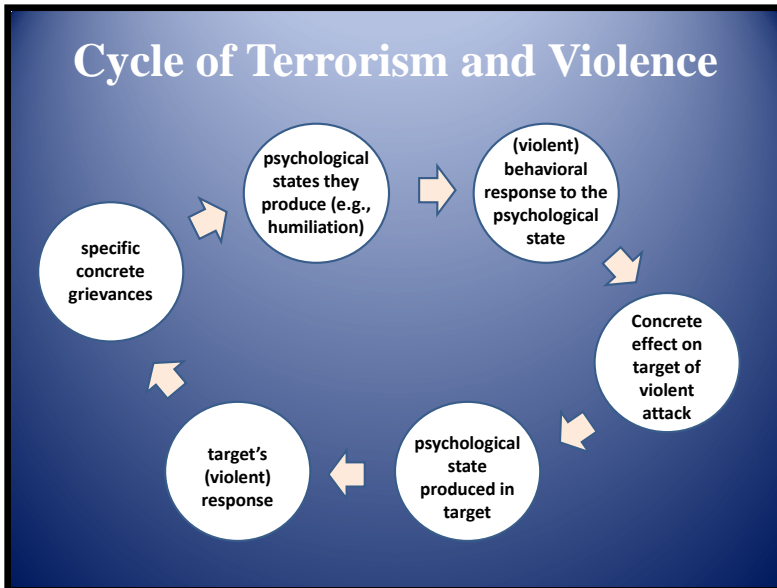 Cycle of Terrorism and Violence
specific
concrete
grievances
psychological
states they
produce (e.g.,
humiliation)
(violent)
behavioral
response to the
psychological
state
Concrete
effect on
target of
violent
attack
psychological
state
produced in
target
target's
(violent)
response